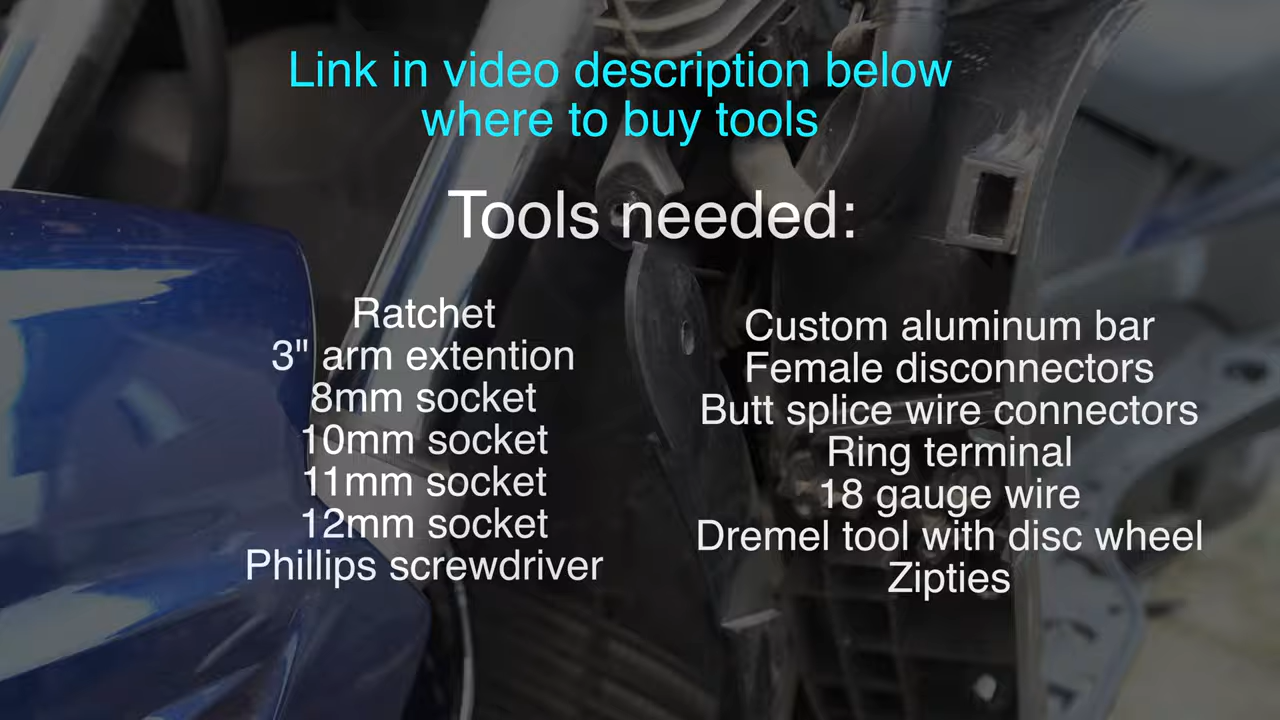 Link in video description below
where to buy tools
Tools needed:
Ratchet
3" arm extention
8mm socket
10mm socket
11mm socket
12mm socket
Phillips screwdriver
Custom aluminum bar
Female disconnectors
Butt splice wire connectors
Ring terminal
18 gauge wire
Dremel tool with disc wheel
Zipties